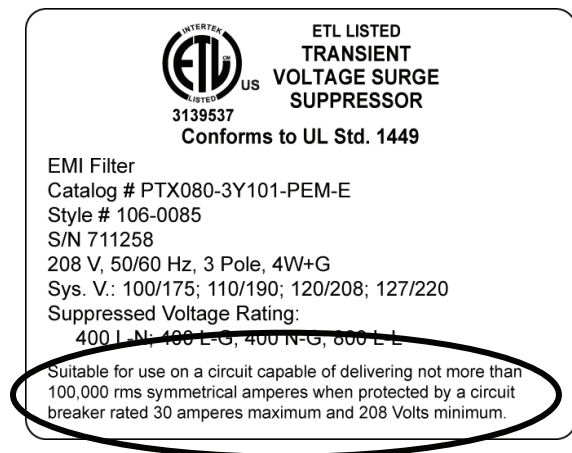 INTERTEK
ETL
CM
LISTED
US
3139537
ETL LISTED
TRANSIENT
VOLTAGE SURGE
SUPPRESSOR
Conforms to UL Std. 1449
EMI Filter
Catalog # PTX080-3Y101-PEM-E
Style # 106-0085
S/N 711258
208 V, 50/60 Hz, 3 Pole, 4W+G
Sys. V.: 100/175; 110/190; 120/208; 127/220
Suppressed Voltage Rating:
400 L-N; 400 L-G; 400 N-G; 800 L-L
Suitable for use on a circuit capable of delivering not more than
100,000 rms symmetrical amperes when protected by a circuit
breaker rated 30 amperes maximum and 208 Volts minimum.